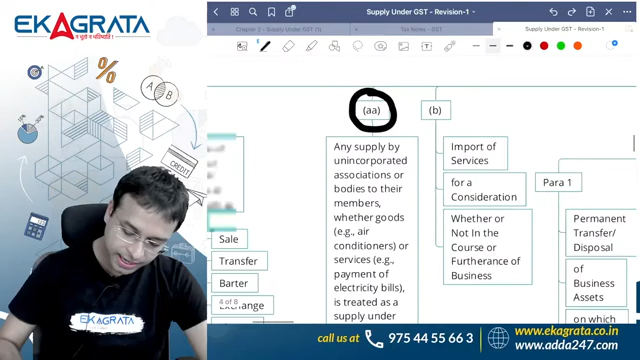 EKAGRATA
।। न भूतो न भविष्यति ।।
%
A
B
CREDIT
Supply Under GST - Revision-1
Chapter 3 - Supply Under GST (1)
Tax Notes - GST
Supply Under GST - Revision-1
(aa)
(b)
Any supply by
unincorporated
associations or
bodies to their
members,
whether goods
(e.g., air
conditioners) or
services (e.g.,
payment of
electricity bills),
is treated as a
supply under
Import of
Services
for a
Consideration
Whether or
Not In the
Course or
Furtherance of
Business
Para 1
Permanent
Transfer/
Disposal
of
Business
Assets
on which
Sale
Transfer
Barter
Exchange
4 of 8
EKAGRATA
call us at
975 44 55 66 3
www.ekagrata.co.in
www.adda247.com